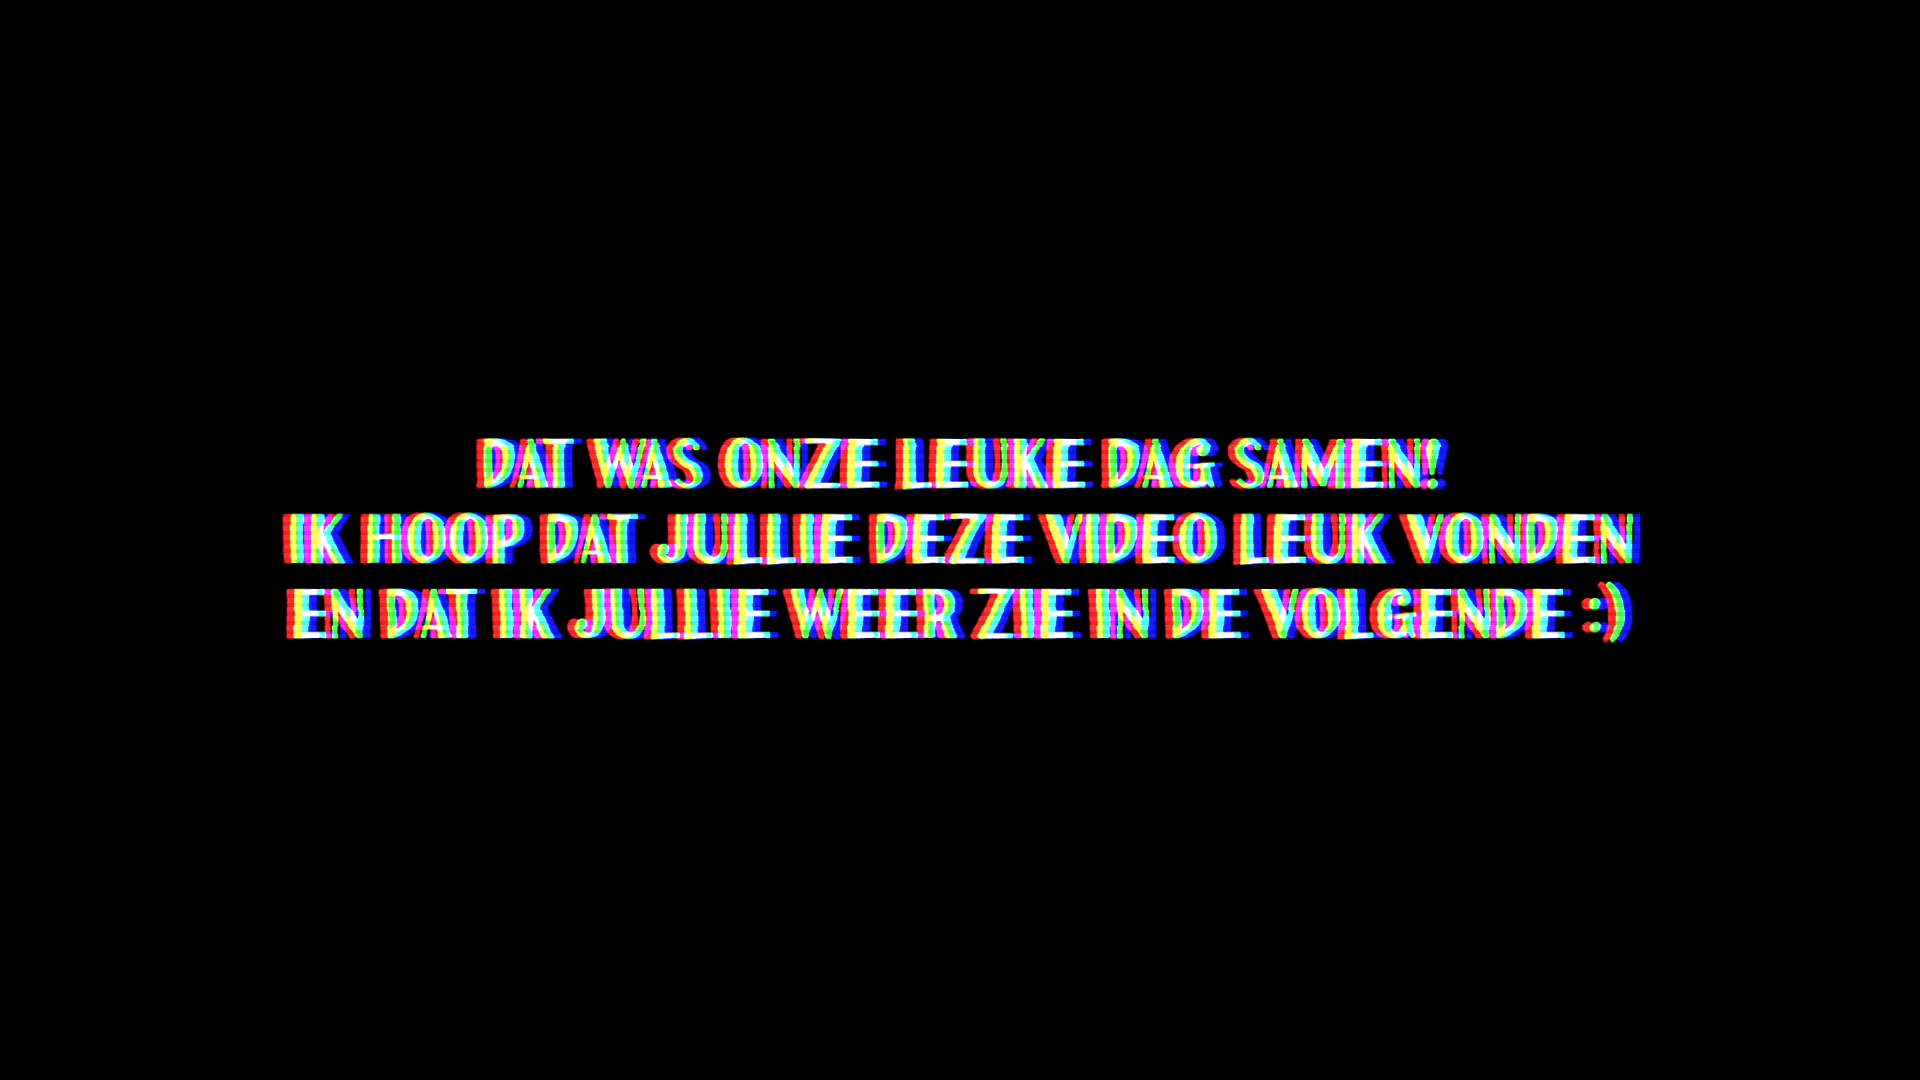 DAT WAS ONZE LEUKE DAG SAMEN!
IK HOOP DAT JULLIE DEZE VIDEO LEUK VONDEN
EN DAT IK JULLIE WEER ZIE IN DE VOLGENDE :)